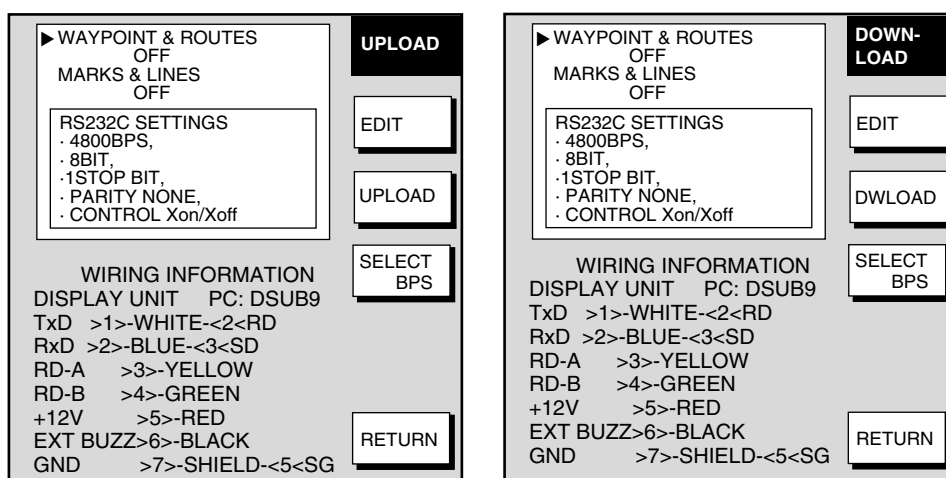 ▶WAYPOINT & ROUTES
OFF
MARKS & LINES
OFF
RS232C SETTINGS
· 4800BPS,
· 8BIT,
·1STOP BIT,
· PARITY NONE,
· CONTROL Xon/Xoff
WIRING INFORMATION
DISPLAY UNIT PC: DSUB9
TxD >1>-WHITE-<2<RD
RxD >2>-BLUE-<3<SD
RD-A >3>-YELLOW
RD-B >4>-GREEN
+12V >5>-RED
EXT BUZZ>6>-BLACK
GND >7>-SHIELD-<5<SG
UPLOAD
EDIT
UPLOAD
SELECT
BPS
RETURN
▶WAYPOINT & ROUTES
OFF
MARKS & LINES
OFF
RS232C SETTINGS
· 4800BPS,
· 8BIT,
·1STOP BIT,
· PARITY NONE,
· CONTROL Xon/Xoff
WIRING INFORMATION
DISPLAY UNIT PC: DSUB9
TxD >1>-WHITE-<2<RD
RxD >2>-BLUE-<3<SD
RD-A >3>-YELLOW
RD-B >4>-GREEN
+12V >5>-RED
EXT BUZZ>6>-BLACK
GND >7>-SHIELD-<5<SG
DOWN-
LOAD
EDIT
DWLOAD
SELECT
BPS
RETURN